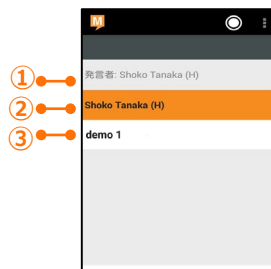 M
① 発言者: Shoko Tanaka (H)
② Shoko Tanaka (H)
③ demo 1